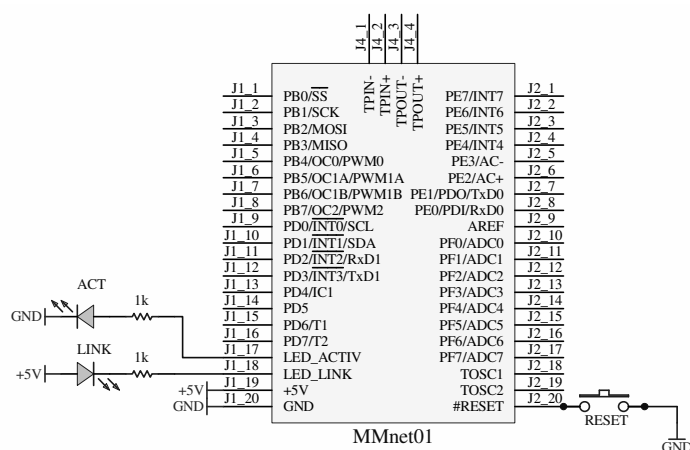 J4_1 J4_2 J4_3 J4_4
TPIN- TPIN+ TPOUT- TPOUT+
J1_1 PB0/SS PE7/INT7 J2_1
J1_2 PB1/SCK PE6/INT6 J2_2
J1_3 PB2/MOSI PE5/INT5 J2_3
J1_4 PB3/MISO PE4/INT4 J2_4
J1_5 PB4/OC0/PWM0 PE3/AC- J2_5
J1_6 PB5/OC1A/PWM1A PE2/AC+ J2_6
J1_7 PB6/OC1B/PWM1B PE1/PDO/TxD0 J2_7
J1_8 PB7/OC2/PWM2 PE0/PDI/RxD0 J2_8
J1_9 PD0/INT0/SCL AREF J2_9
J1_10 PD1/INT1/SDA PF0/ADC0 J2_10
J1_11 PD2/INT2/RxD1 PF1/ADC1 J2_11
J1_12 PD3/INT3/TxD1 PF2/ADC2 J2_12
J1_13 PD4/IC1 PF3/ADC3 J2_13
J1_14 PD5 PF4/ADC4 J2_14
J1_15 PD6/T1 PF5/ADC5 J2_15
J1_16 PD7/T2 PF6/ADC6 J2_16
J1_17 LED_ACTIV PF7/ADC7 J2_17
J1_18 LED_LINK TOSC1 J2_18
J1_19 +5V TOSC2 J2_19
J1_20 GND #RESET J2_20
ACT 1k
GND
LINK 1k
+5V
+5V
GND
RESET
GND
MMnet01